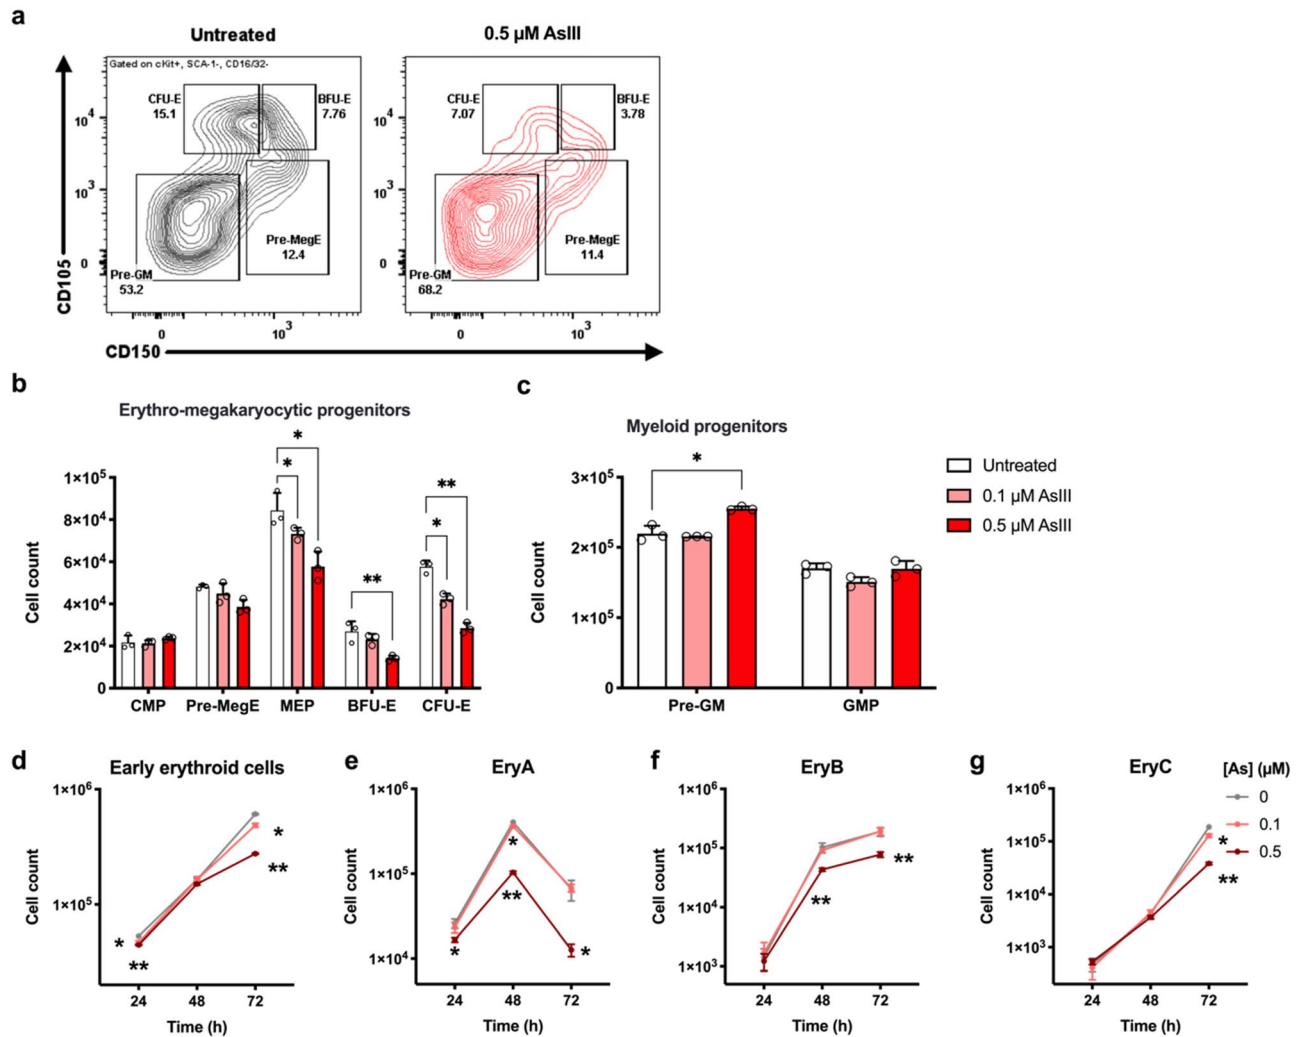 a
Untreated
0.5 µM AsIII
Gated on cKit+, SCA-1-, CD16/32-
CFU-E
15.1
BFU-E
7.76
Pre-MegE
12.4
Pre-GM
53.2
CFU-E
7.07
BFU-E
3.78
Pre-MegE
11.4
Pre-GM
68.2
10⁴
10³
0
10⁴
10³
0
0
10³
0
10³
CD105
CD150
b
Erythro-megakaryocytic progenitors
Cell count
1×10⁵
8×10⁴
6×10⁴
4×10⁴
2×10⁴
0
*
*
**
**
*
CMP Pre-MegE MEP BFU-E CFU-E
c
Myeloid progenitors
Cell count
3×10⁵
2×10⁵
1×10⁵
0
*
Pre-GM GMP
Untreated
0.1 µM AsIII
0.5 µM AsIII
d
Early erythroid cells
Cell count
1×10⁶
1×10⁵
*
**
*
**
24 48 72
Time (h)
e
EryA
Cell count
1×10⁶
1×10⁵
1×10⁴
*
**
*
*
24 48 72
Time (h)
f
EryB
Cell count
1×10⁶
1×10⁵
1×10⁴
1×10³
**
**
24 48 72
Time (h)
g
EryC
Cell count
1×10⁶
1×10⁵
1×10⁴
1×10³
*
**
24 48 72
Time (h)
[As] (µM)
0
0.1
0.5